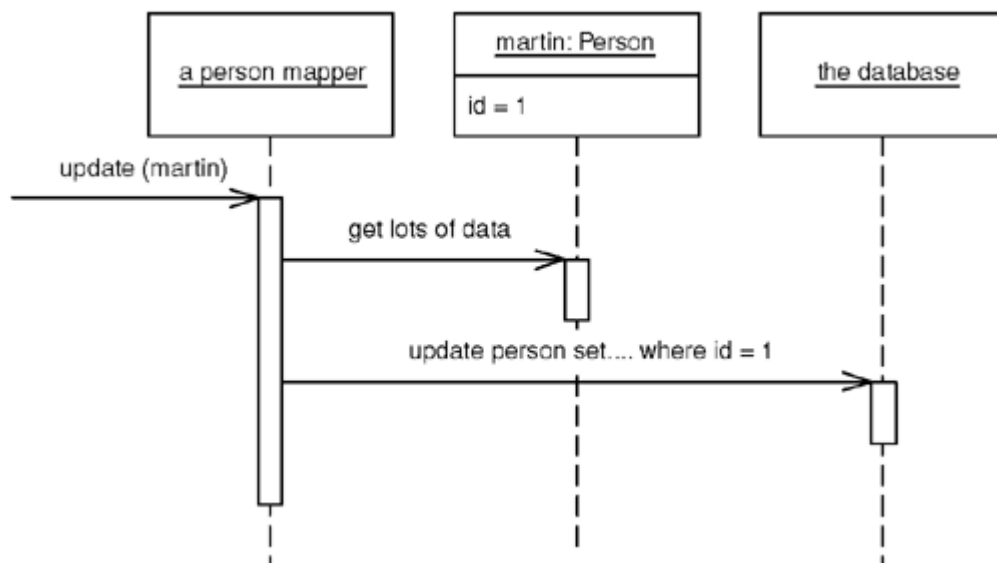 a person mapper
martin: Person
id = 1
the database
update (martin)
get lots of data
update person set.... where id = 1